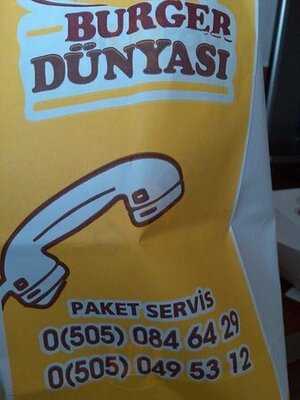 BURGER
DÜNYASI
PAKET SERVİS
0(505) 084 64 29
0(505) 049 53 12